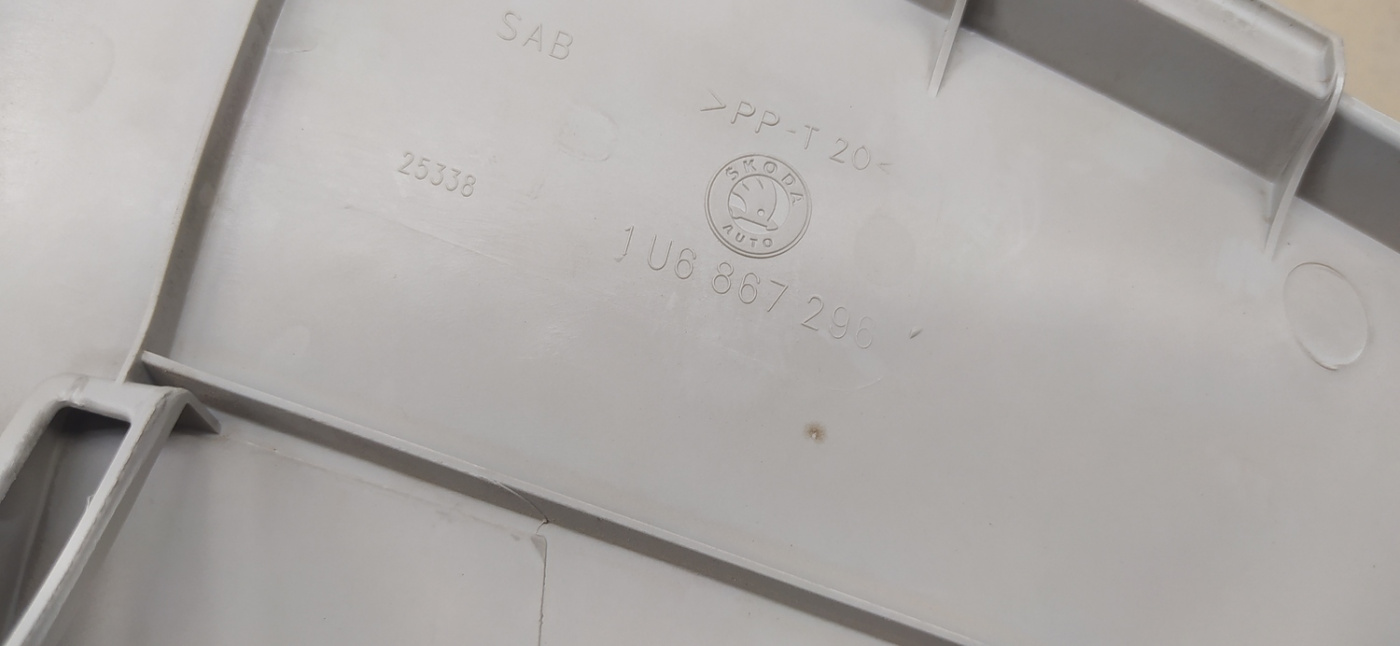 SAB
>PP-T 20<
25338
SKODA
AUTO
1U6 867 296